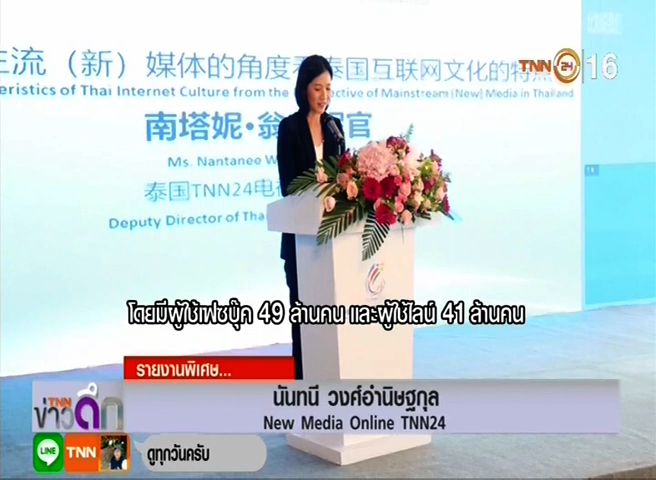 TNN 24 16
流（新）媒体的角度 泰国互联网文化的特点
eristics of Thai Internet Culture from the ective of Mainstream (New) Media in Thailand
南塔妮·翁 官
Ms. Nantanee W
泰国TNN24电
Deputy Director of Tha
โดยมีผู้ใช้เฟซบุ๊ค 49 ล้านคน และผู้ใช้ไลน์ 41 ล้านคน
รายงานพิเศษ...
นันทนี วงศ์อำนิษฐกุล
New Media Online TNN24
TNN
ข่าวดึก
LINE TNN ดูทุกวันครับ